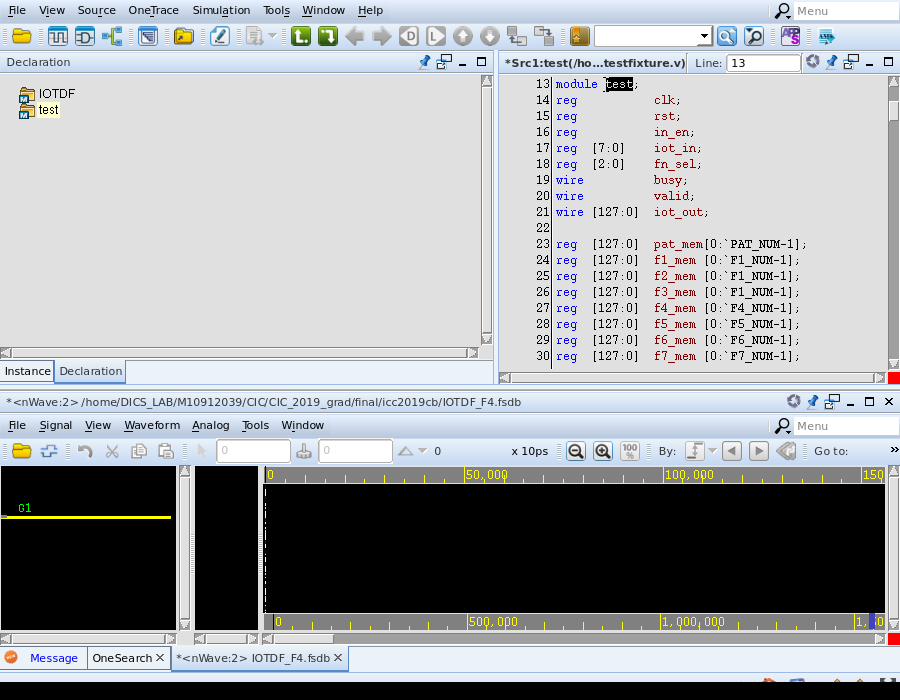 File View Source OneTrace Simulation Tools Window Help Menu
Declaration
IOTDF
test
Instance Declaration
*Src1:test(/ho...testfixture.v) Line: 13
13 module test;
14 reg clk;
15 reg rst;
16 reg in_en;
17 reg [7:0] iot_in;
18 reg [2:0] fn_sel;
19 wire busy;
20 wire valid;
21 wire [127:0] iot_out;
22
23 reg [127:0] pat_mem[0:`PAT_NUM-1];
24 reg [127:0] f1_mem [0:`F1_NUM-1];
25 reg [127:0] f2_mem [0:`F1_NUM-1];
26 reg [127:0] f3_mem [0:`F1_NUM-1];
27 reg [127:0] f4_mem [0:`F4_NUM-1];
28 reg [127:0] f5_mem [0:`F5_NUM-1];
29 reg [127:0] f6_mem [0:`F6_NUM-1];
30 reg [127:0] f7_mem [0:`F7_NUM-1];
*<nWave:2> /home/DICS_LAB/M10912039/CIC/CIC_2019_grad/final/icc2019cb/IOTDF_F4.fsdb
File Signal View Waveform Analog Tools Window Menu
0 0 0 x 10ps 100% By: Go to: »
0 50,000 100,000 150
G1
0 500,000 1,000,000
Message OneSearch *<nWave:2> IOTDF_F4.fsdb